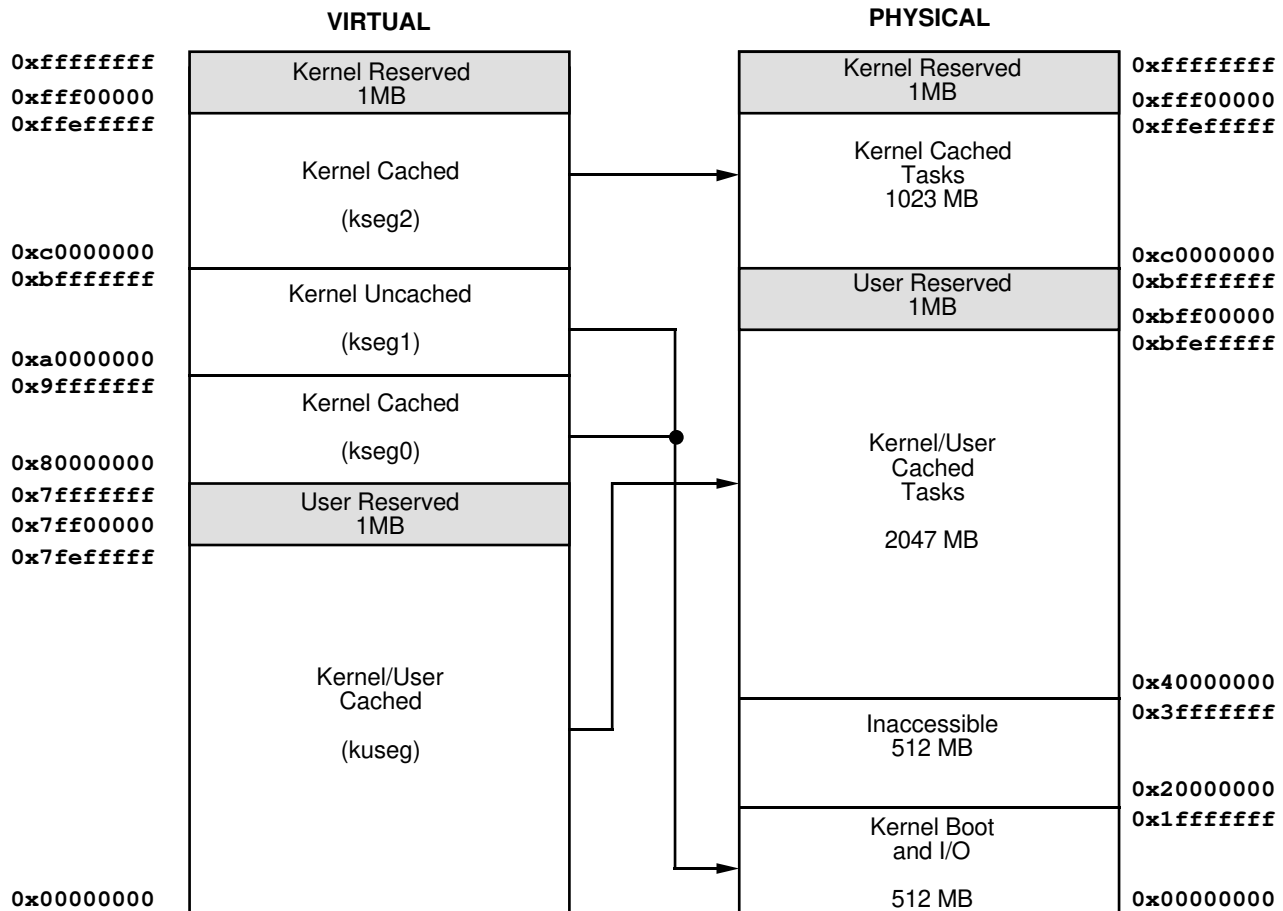 VIRTUAL
PHYSICAL
0xffffffff
0xfff00000
0xffefffff
0xc0000000
0xbfffffff
0xa0000000
0x9fffffff
0x80000000
0x7fffffff
0x7ff00000
0x7fefffff
0x00000000
Kernel Reserved
1MB
Kernel Cached
(kseg2)
Kernel Uncached
(kseg1)
Kernel Cached
(kseg0)
User Reserved
1MB
Kernel/User
Cached
(kuseg)
Kernel Reserved
1MB
Kernel Cached
Tasks
1023 MB
User Reserved
1MB
Kernel/User
Cached
Tasks
2047 MB
Inaccessible
512 MB
Kernel Boot
and I/O
512 MB
0xffffffff
0xfff00000
0xffefffff
0xc0000000
0xbfffffff
0xbff00000
0xbfefffff
0x40000000
0x3fffffff
0x20000000
0x1fffffff
0x00000000